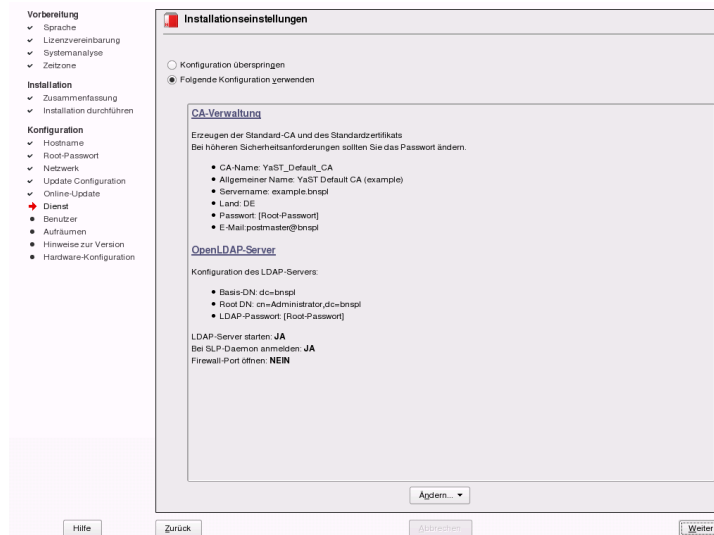 Vorbereitung
Sprache
Lizenzvereinbarung
Systemanalyse
Zeitzone
Installation
Zusammenfassung
Installation durchführen
Konfiguration
Hostname
Root-Passwort
Netzwerk
Update Configuration
Online-Update
Dienst
Benutzer
Aufräumen
Hinweise zur Version
Hardware-Konfiguration
Installationseinstellungen
Konfiguration überspringen
Folgende Konfiguration verwenden
CA-Verwaltung
Erzeugen der Standard-CA und des Standardzertifikats
Bei höheren Sicherheitsanforderungen sollten Sie das Passwort ändern.
CA-Name: YaST_Default_CA
Allgemeiner Name: YaST Default CA (example)
Servername: example.bnspl
Land: DE
Passwort: [Root-Passwort]
E-Mail:postmaster@bnspl
OpenLDAP-Server
Konfiguration des LDAP-Servers:
Basis-DN: dc=bnspl
Root DN: cn=Administrator,dc=bnspl
LDAP-Passwort: [Root-Passwort]
LDAP-Server starten: JA
Bei SLP-Daemon anmelden: JA
Firewall-Port öffnen: NEIN
Ändern...
Hilfe
Zurück
Abbrechen
Weiter